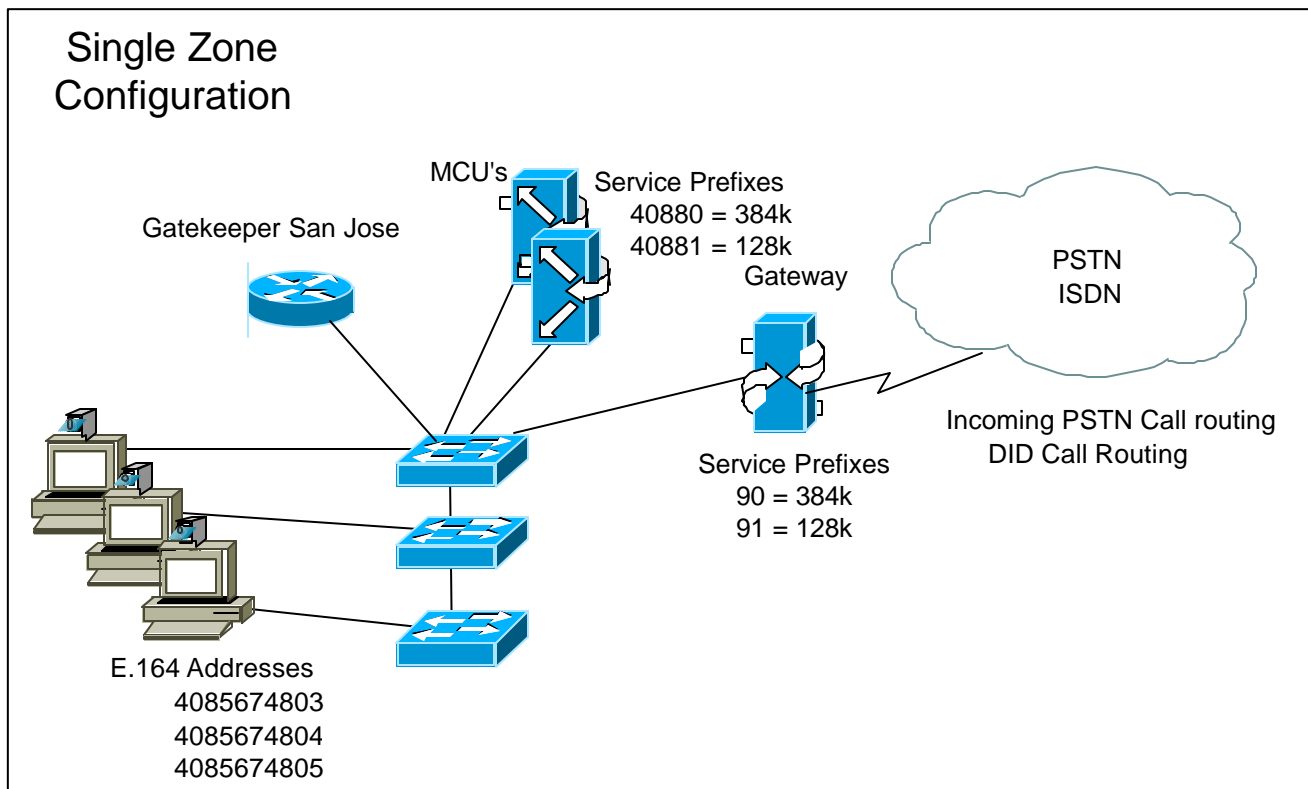 Single Zone
Configuration
MCU's
Service Prefixes
40880 = 384k
40881 = 128k
Gatekeeper San Jose
Gateway
PSTN
ISDN
Incoming PSTN Call routing
DID Call Routing
Service Prefixes
90 = 384k
91 = 128k
E.164 Addresses
4085674803
4085674804
4085674805